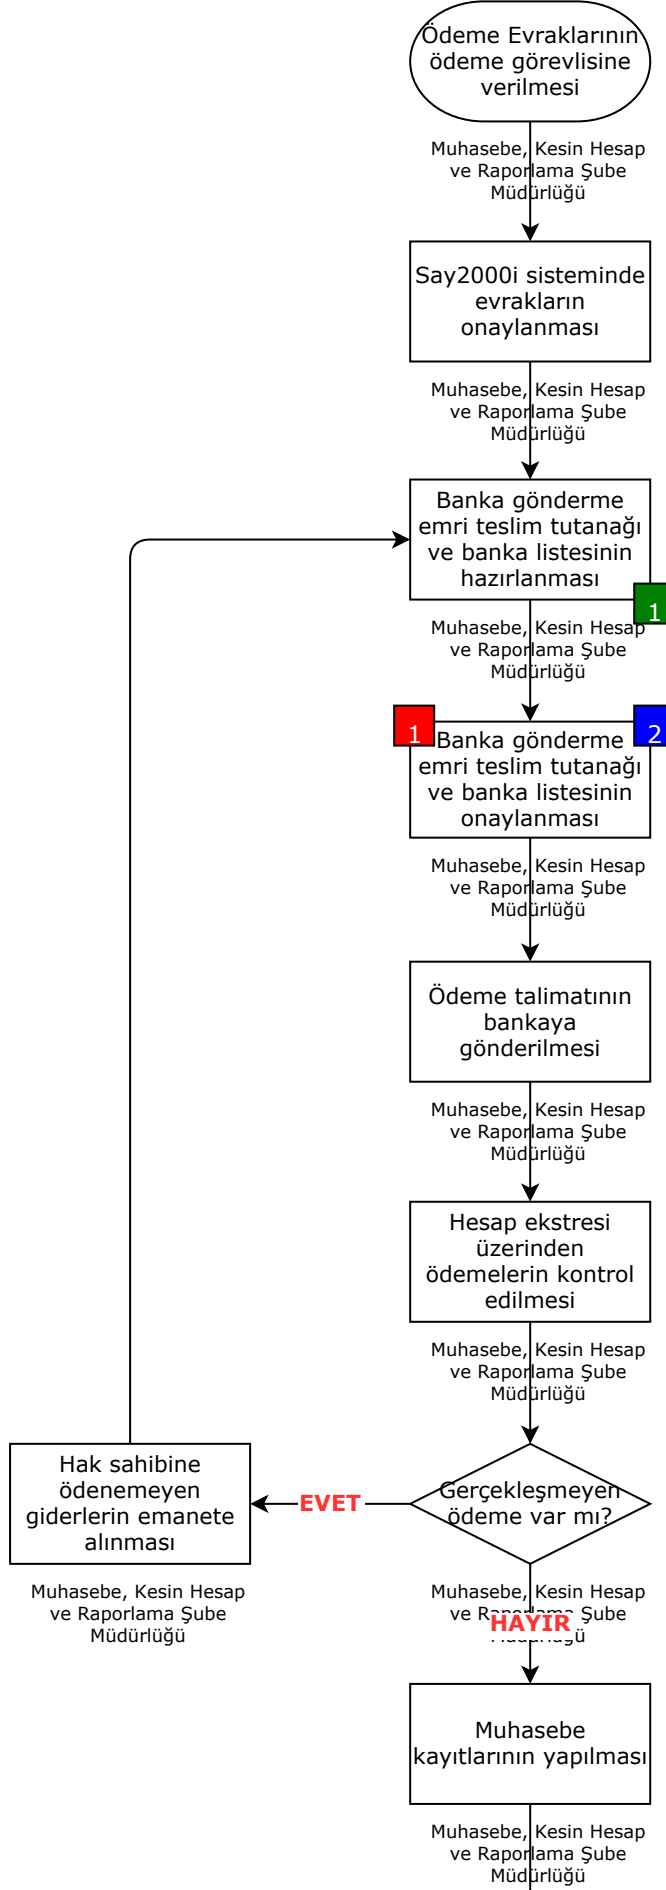 Ödeme Evraklarının
ödeme görevlisine
verilmesi
Muhasebe, Kesin Hesap
ve Raporlama Şube
Müdürlüğü
Say2000i sisteminde
evrakların
onaylanması
Muhasebe, Kesin Hesap
ve Raporlama Şube
Müdürlüğü
Banka gönderme
emri teslim tutanağı
ve banka listesinin
hazırlanması
1
Muhasebe, Kesin Hesap
ve Raporlama Şube
Müdürlüğü
1
2
Banka gönderme
emri teslim tutanağı
ve banka listesinin
onaylanması
Muhasebe, Kesin Hesap
ve Raporlama Şube
Müdürlüğü
Ödeme talimatının
bankaya
gönderilmesi
Muhasebe, Kesin Hesap
ve Raporlama Şube
Müdürlüğü
Hesap ekstresi
üzerinden
ödemelerin kontrol
edilmesi
Muhasebe, Kesin Hesap
ve Raporlama Şube
Müdürlüğü
Gerçekleşmeyen
ödeme var mı?
EVET
Hak sahibine
ödenemeyen
giderlerin emanete
alınması
Muhasebe, Kesin Hesap
ve Raporlama Şube
Müdürlüğü
Muhasebe, Kesin Hesap
ve Raporlama Şube
Müdürlüğü
HAYIR
Muhasebe
kayıtlarının yapılması
Muhasebe, Kesin Hesap
ve Raporlama Şube
Müdürlüğü